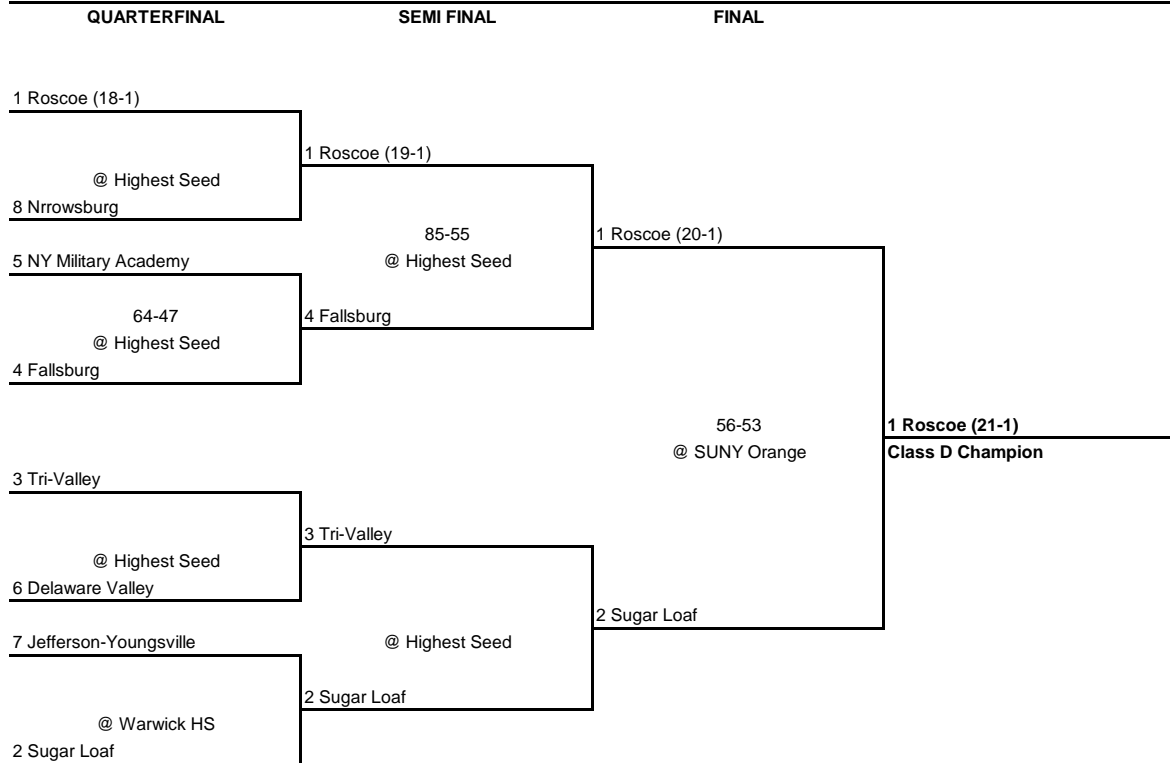 QUARTERFINAL SEMI FINAL FINAL
1 Roscoe (18-1)
1 Roscoe (19-1)
@ Highest Seed
8 Nrrowsburg
85-55 1 Roscoe (20-1)
5 NY Military Academy @ Highest Seed
64-47 4 Fallsburg
@ Highest Seed
4 Fallsburg
56-53 1 Roscoe (21-1)
@ SUNY Orange Class D Champion
3 Tri-Valley
3 Tri-Valley
@ Highest Seed
6 Delaware Valley
2 Sugar Loaf
7 Jefferson-Youngsville @ Highest Seed
2 Sugar Loaf
@ Warwick HS
2 Sugar Loaf